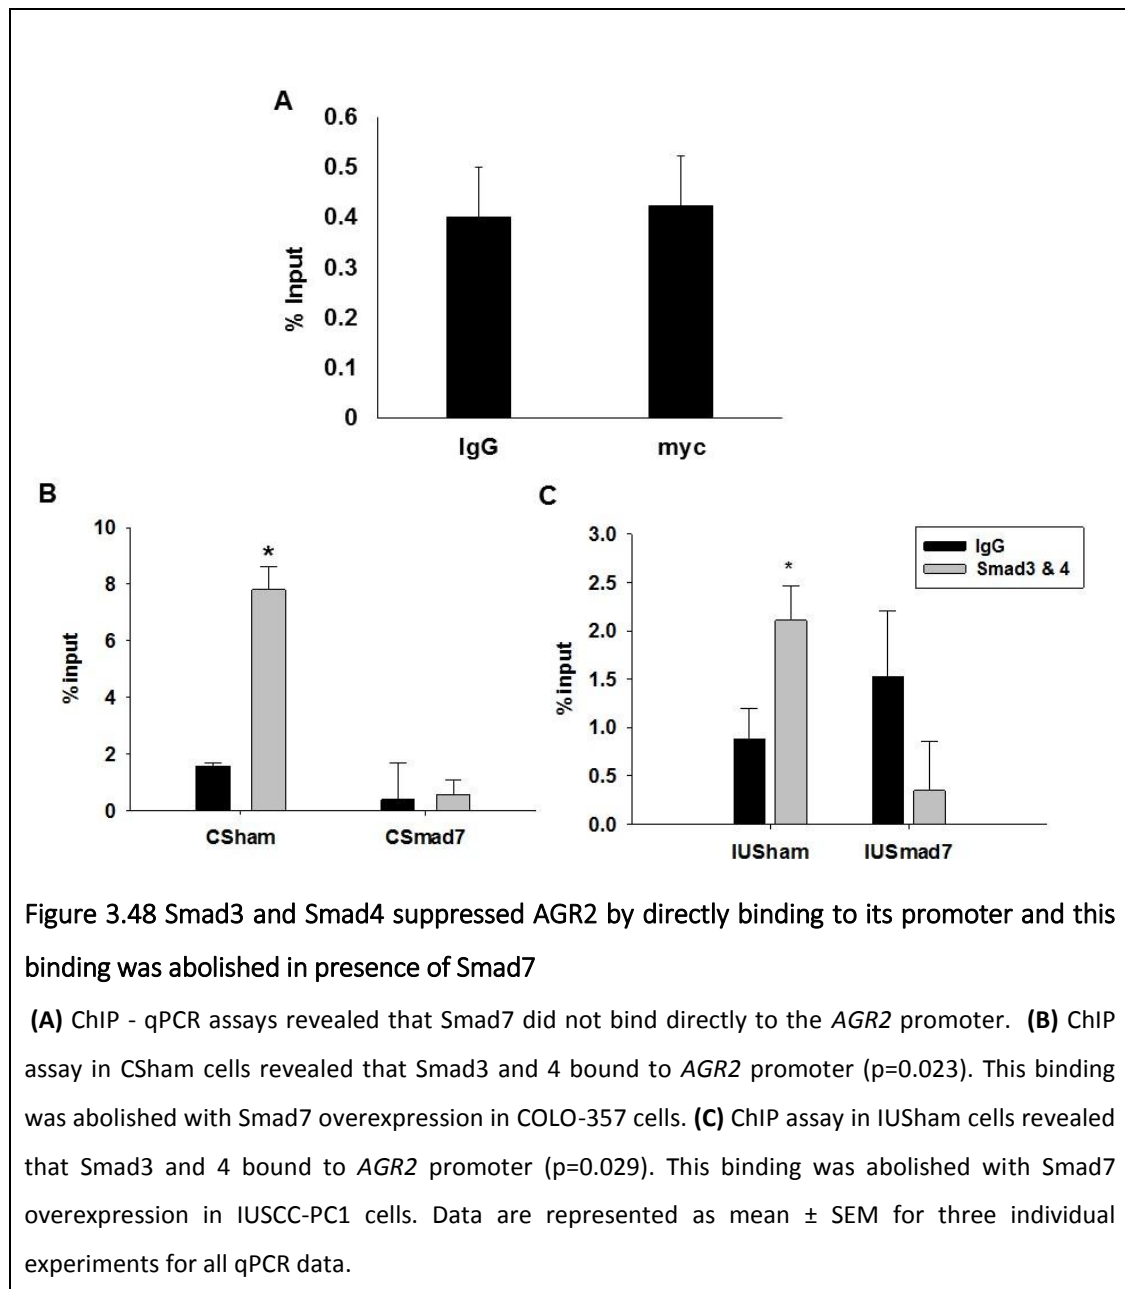 A
0.6
0.5
0.4
0.3
0.2
0.1
0
% Input
IgG
myc
B
10
8
6
4
2
0
% input
*
CSham
CSmad7
C
3.0
2.5
2.0
1.5
1.0
0.5
0.0
% input
*
IUSham
IUSmad7
IgG
Smad3 & 4
Figure 3.48 Smad3 and Smad4 suppressed AGR2 by directly binding to its promoter and this
binding was abolished in presence of Smad7
(A) ChIP - qPCR assays revealed that Smad7 did not bind directly to the AGR2 promoter. (B) ChIP
assay in CSham cells revealed that Smad3 and 4 bound to AGR2 promoter (p=0.023). This binding
was abolished with Smad7 overexpression in COLO-357 cells. (C) ChIP assay in IUSham cells revealed
that Smad3 and 4 bound to AGR2 promoter (p=0.029). This binding was abolished with Smad7
overexpression in IUSCC-PC1 cells. Data are represented as mean ± SEM for three individual
experiments for all qPCR data.